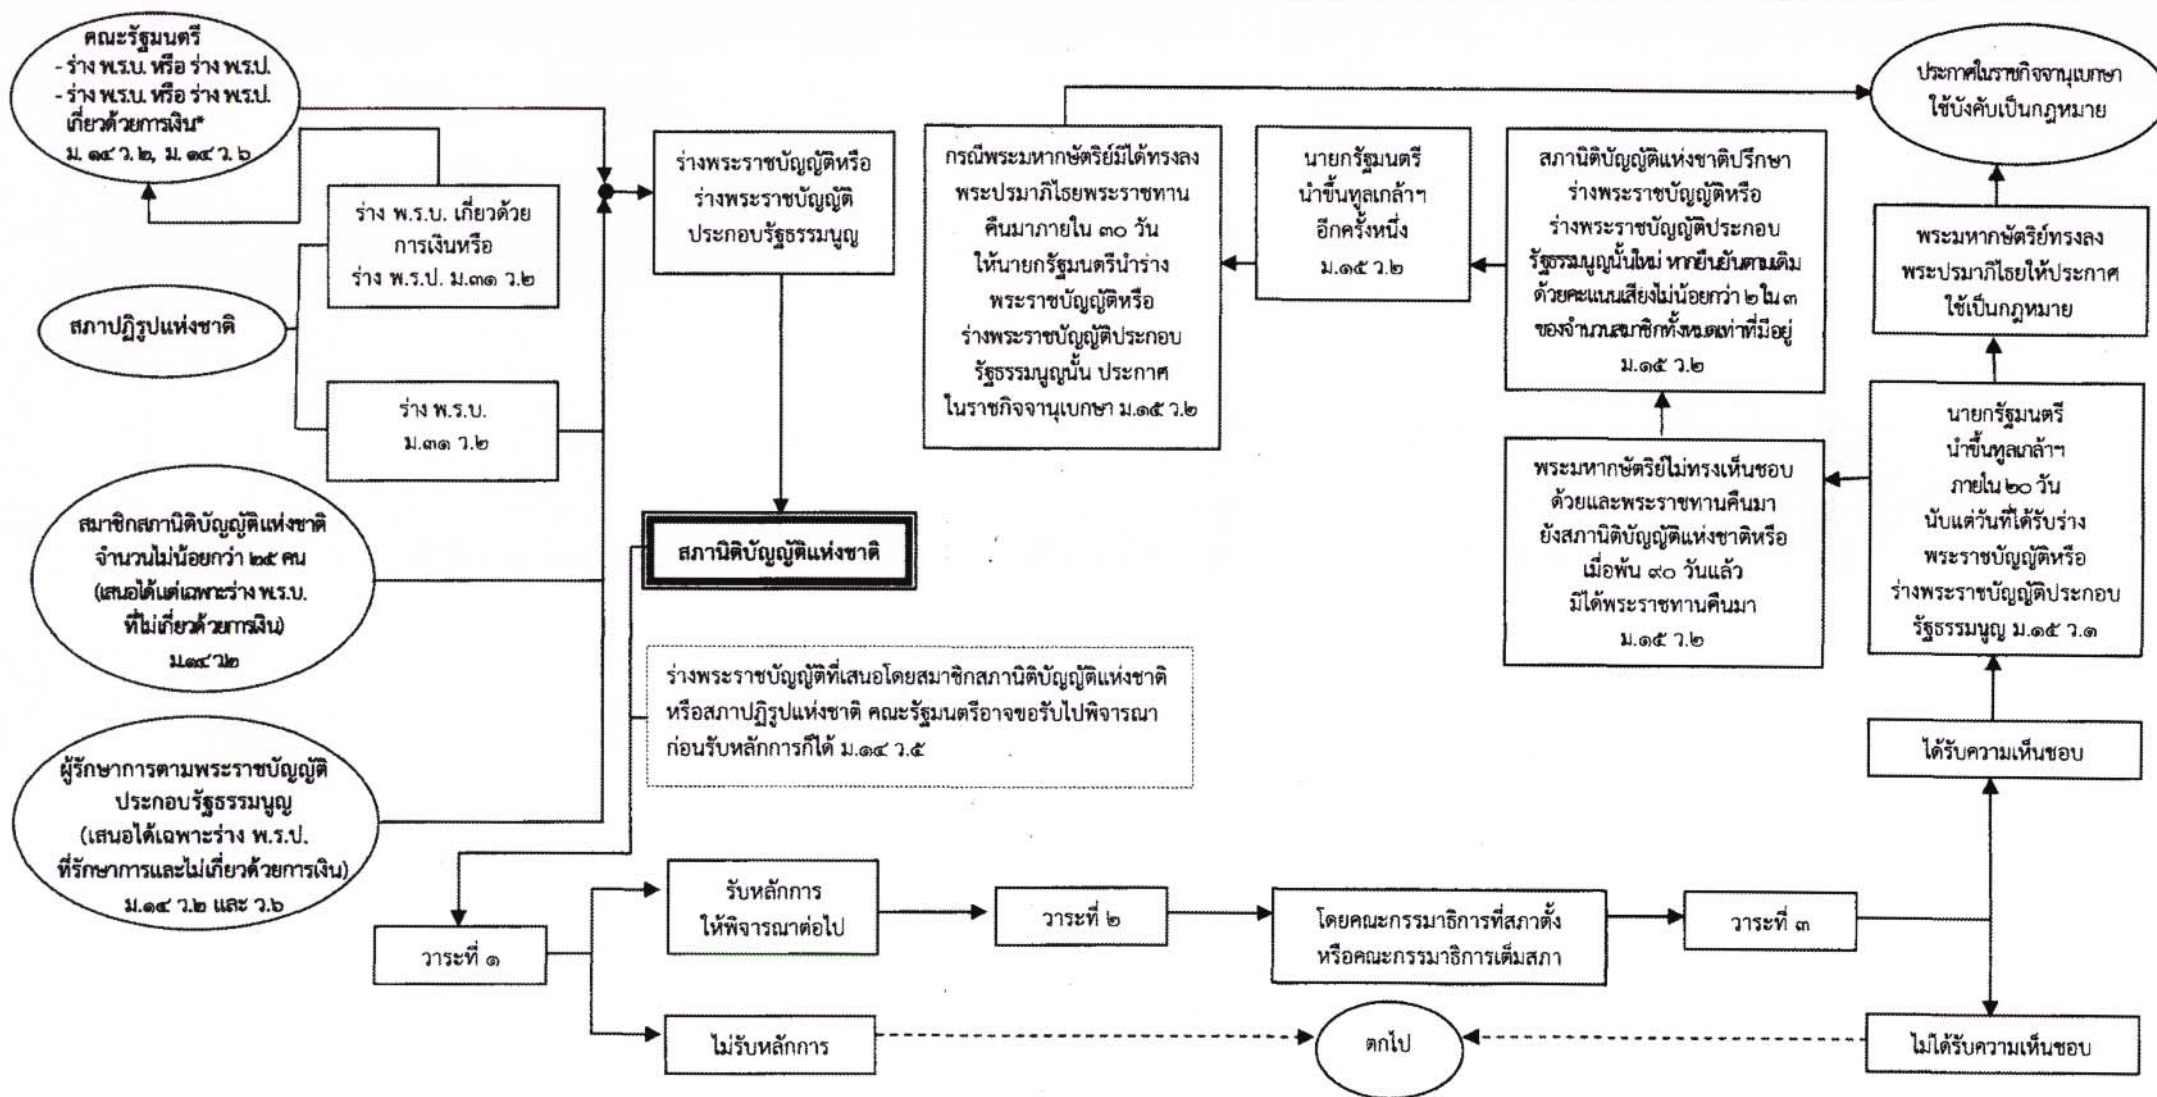 คณะรัฐมนตรี
- ร่าง พ.ร.บ. หรือ ร่าง พ.ร.ป.
- ร่าง พ.ร.บ. หรือ ร่าง พ.ร.ป.
เกี่ยวด้วยการเงิน*
ม. ๑๔ ว. ๒, ม. ๑๔ ว. ๖
ร่าง พ.ร.บ. เกี่ยวด้วย
การเงินหรือ
ร่าง พ.ร.ป. ม.๓๑ ว.๒
สภาปฏิรูปแห่งชาติ
ร่าง พ.ร.บ.
ม.๓๑ ว.๒
สมาชิกสภานิติบัญญัติแห่งชาติ
จำนวนไม่น้อยกว่า ๒๕ คน
(เสนอได้แต่เฉพาะร่าง พ.ร.บ.
ที่ไม่เกี่ยวด้วยการเงิน)
ม.๑๔ ว.๒
ผู้รักษาการตามพระราชบัญญัติ
ประกอบรัฐธรรมนูญ
(เสนอได้เฉพาะร่าง พ.ร.ป.
ที่รักษาการและไม่เกี่ยวด้วยการเงิน)
ม.๑๔ ว.๒ และ ว.๖
ร่างพระราชบัญญัติหรือ
ร่างพระราชบัญญัติ
ประกอบรัฐธรรมนูญ
สภานิติบัญญัติแห่งชาติ
ร่างพระราชบัญญัติที่เสนอโดยสมาชิกสภานิติบัญญัติแห่งชาติ
หรือสภาปฏิรูปแห่งชาติ คณะรัฐมนตรีอาจขอรับไปพิจารณา
ก่อนรับหลักการก็ได้ ม.๑๔ ว.๕
วาระที่ ๑
รับหลักการ
ให้พิจารณาต่อไป
ไม่รับหลักการ
วาระที่ ๒
โดยคณะกรรมาธิการที่สภาตั้ง
หรือคณะกรรมาธิการเต็มสภา
วาระที่ ๓
ตกไป
ไม่ได้รับความเห็นชอบ
ได้รับความเห็นชอบ
นายกรัฐมนตรี
นำขึ้นทูลเกล้าฯ
ภายใน ๒๐ วัน
นับแต่วันที่ได้รับร่าง
พระราชบัญญัติหรือ
ร่างพระราชบัญญัติประกอบ
รัฐธรรมนูญ ม.๑๕ ว.๑
พระมหากษัตริย์ทรงลง
พระปรมาภิไธยให้ประกาศ
ใช้เป็นกฎหมาย
ประกาศในราชกิจจานุเบกษา
ใช้บังคับเป็นกฎหมาย
พระมหากษัตริย์ไม่ทรงเห็นชอบ
ด้วยและพระราชทานคืนมา
ยังสภานิติบัญญัติแห่งชาติหรือ
เมื่อพ้น ๙๐ วันแล้ว
มิได้พระราชทานคืนมา
ม.๑๕ ว.๒
สภานิติบัญญัติแห่งชาติปรึกษา
ร่างพระราชบัญญัติหรือ
ร่างพระราชบัญญัติประกอบ
รัฐธรรมนูญนั้นใหม่ หากยืนยันตามเดิม
ด้วยคะแนนเสียงไม่น้อยกว่า ๒ ใน ๓
ของจำนวนสมาชิกทั้งหมดเท่าที่มีอยู่
ม.๑๕ ว.๒
นายกรัฐมนตรี
นำขึ้นทูลเกล้าฯ
อีกครั้งหนึ่ง
ม.๑๕ ว.๒
กรณีพระมหากษัตริย์มิได้ทรงลง
พระปรมาภิไธยพระราชทาน
คืนมาภายใน ๓๐ วัน
ให้นายกรัฐมนตรีนำร่าง
พระราชบัญญัติหรือ
ร่างพระราชบัญญัติประกอบ
รัฐธรรมนูญนั้น ประกาศ
ในราชกิจจานุเบกษา ม.๑๕ ว.๒